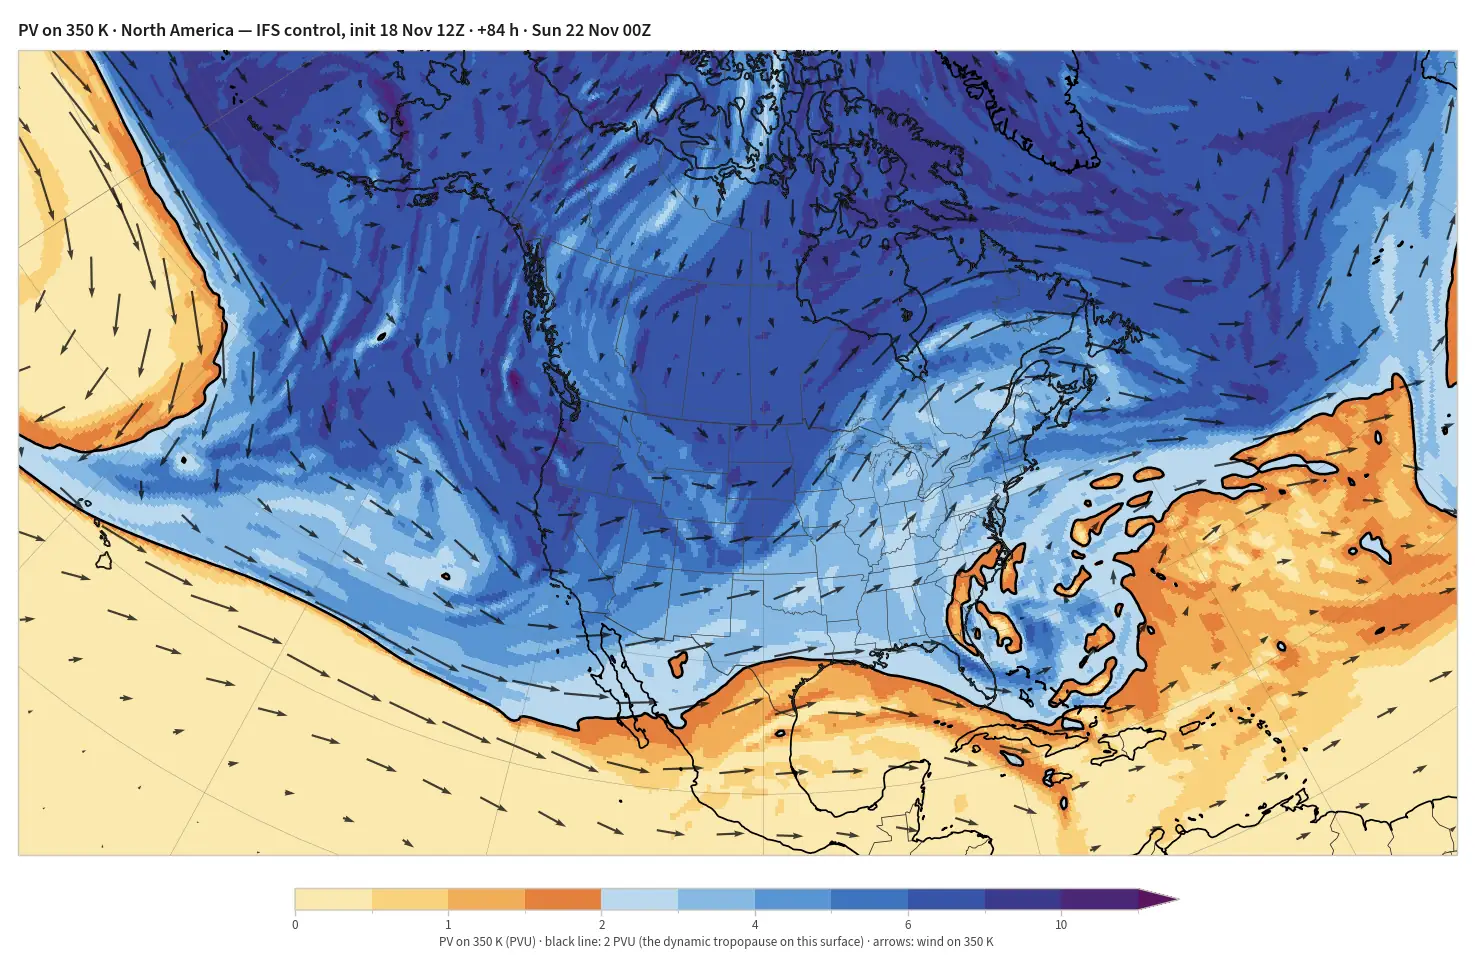 PV on 350 K · North America — IFS control, init 18 Nov 12Z · +84 h · Sun 22 Nov 00Z
0 1 2 4 6 10
PV on 350 K (PVU) · black line: 2 PVU (the dynamic tropopause on this surface) · arrows: wind on 350 K